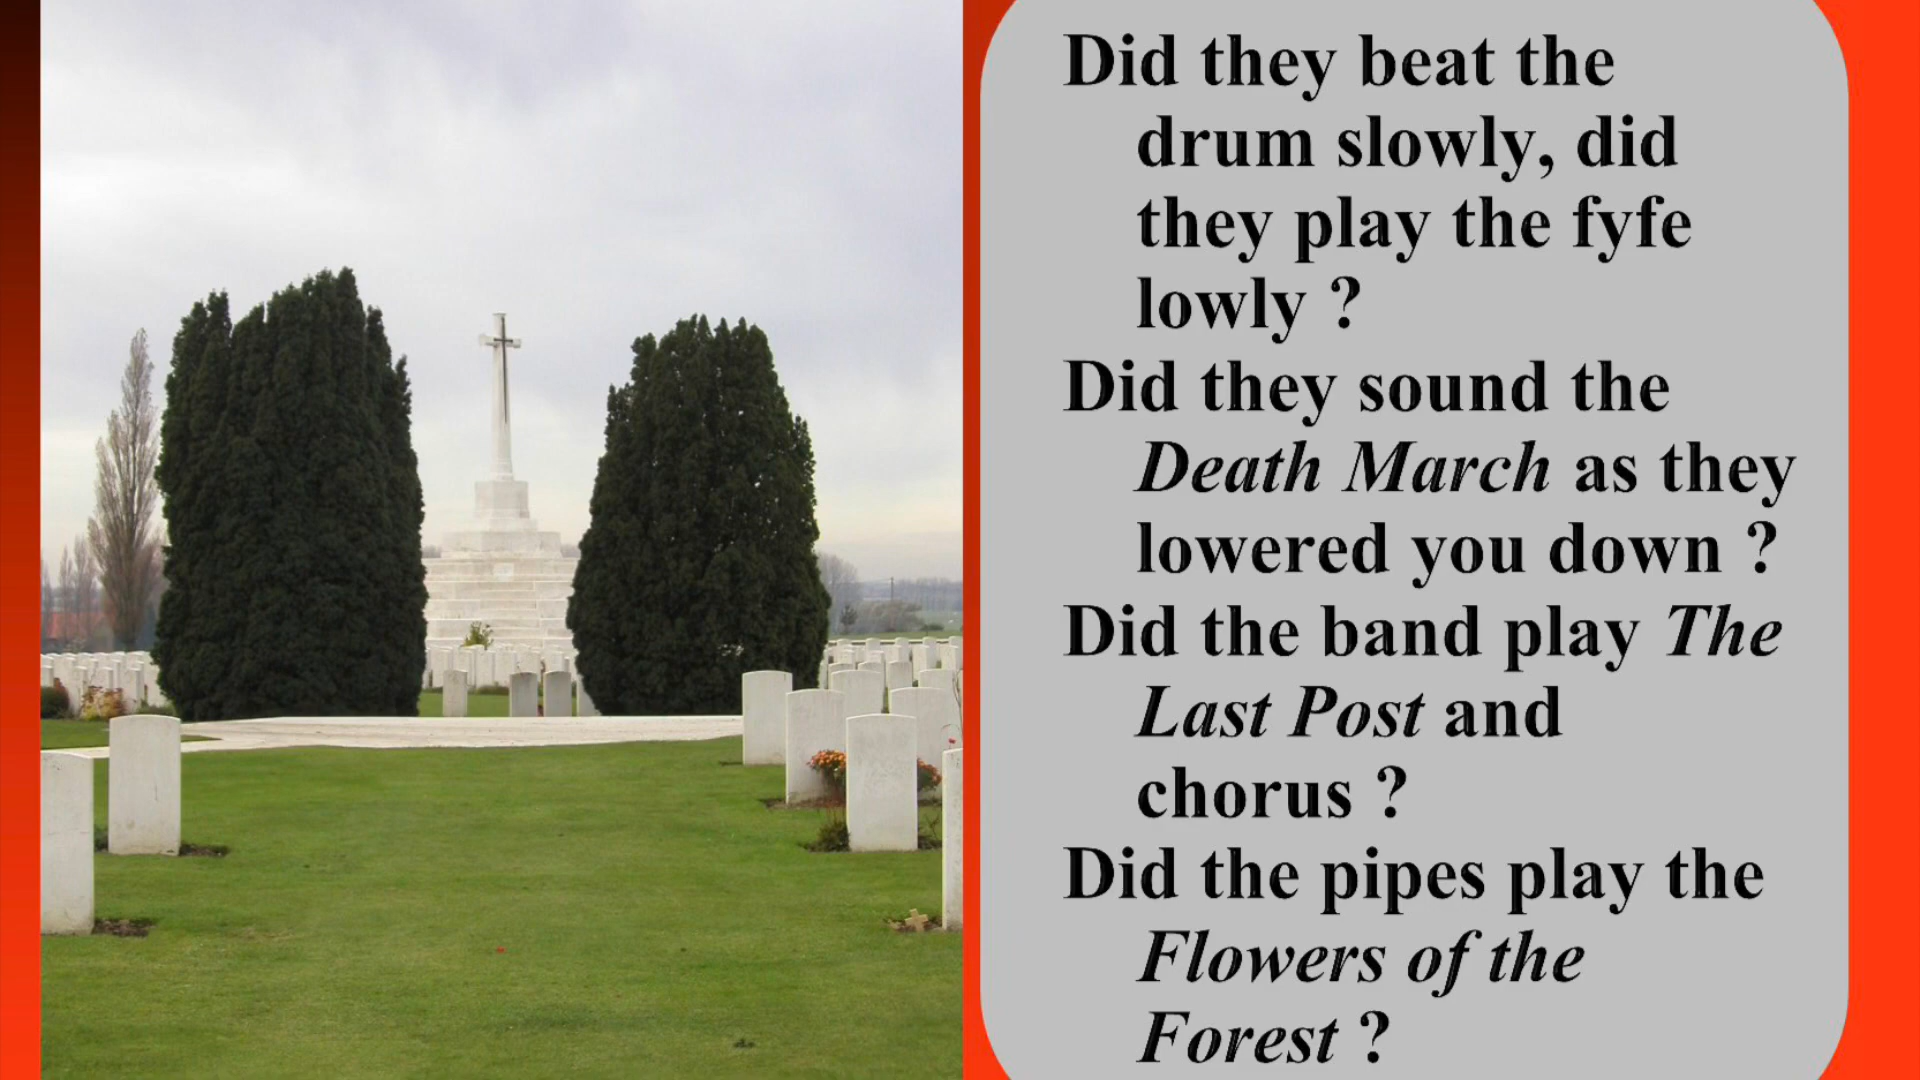 Did they beat the
drum slowly, did
they play the fyfe
lowly ?
Did they sound the
Death March as they
lowered you down ?
Did the band play The
Last Post and
chorus ?
Did the pipes play the
Flowers of the
Forest ?